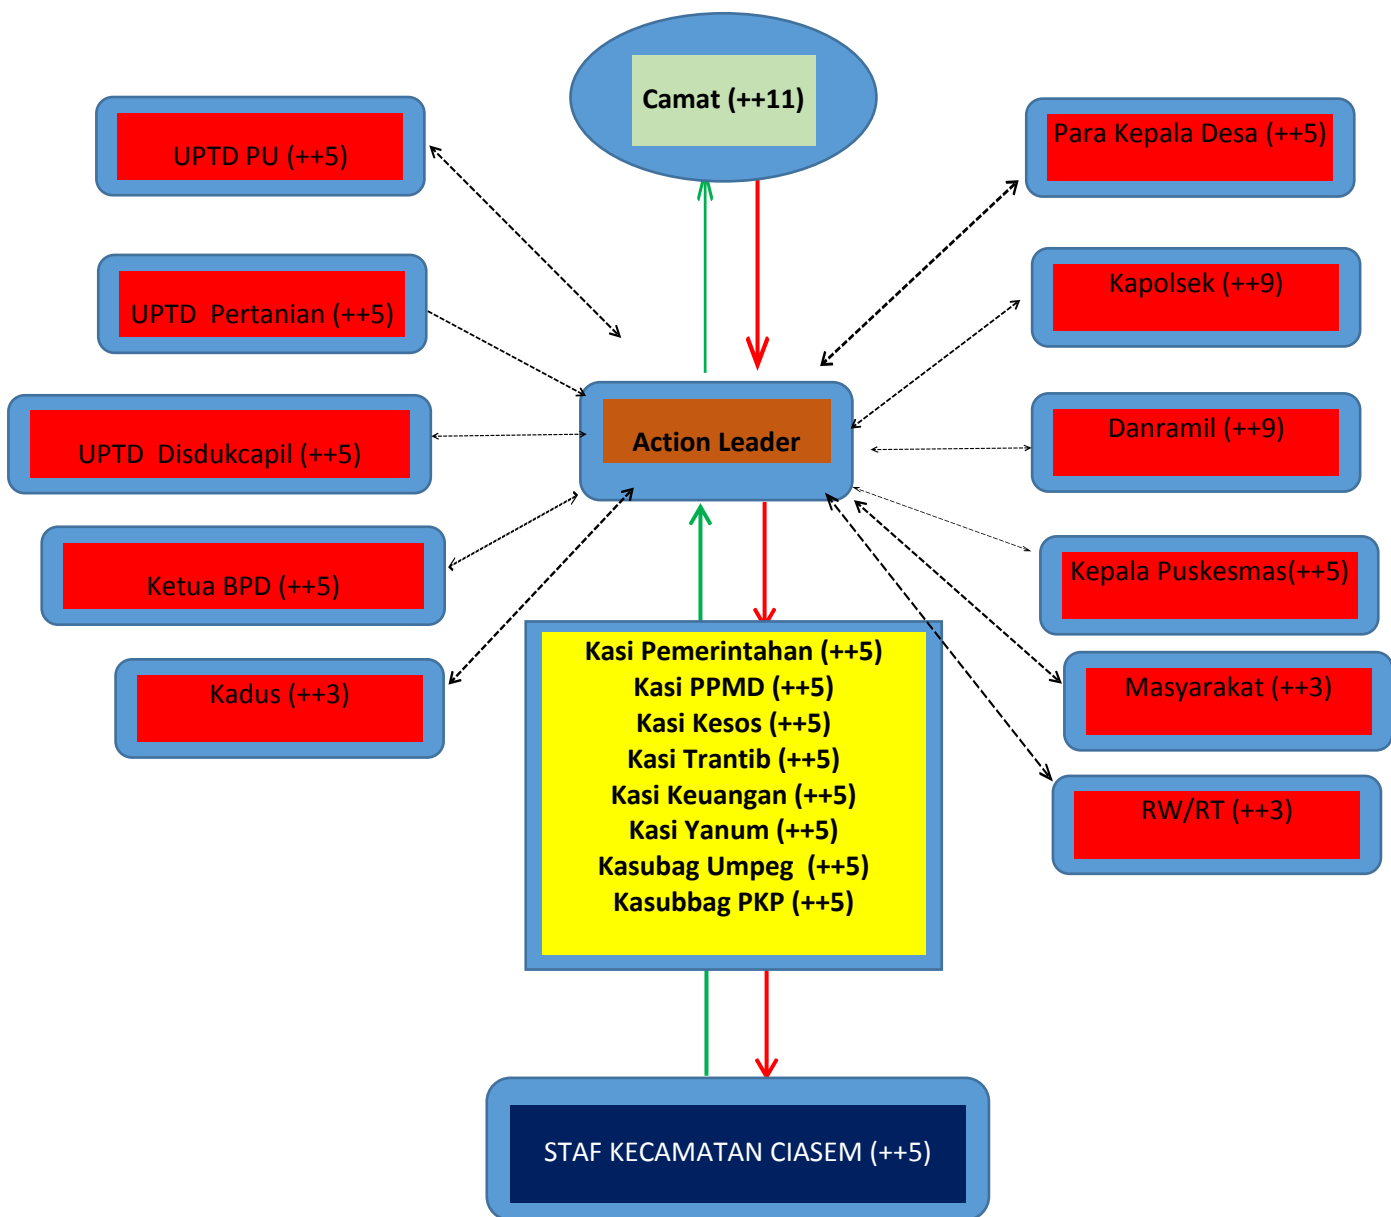 Camat (++11)
UPTD PU (++5)
UPTD  Pertanian (++5)
UPTD  Disdukcapil (++5)
Ketua BPD (++5)
Kadus (++3)
Action Leader
Para Kepala Desa (++5)
Kapolsek (++9)
Danramil (++9)
Kepala Puskesmas(++5)
Masyarakat (++3)
RW/RT (++3)
Kasi Pemerintahan (++5)
Kasi PPMD (++5)
Kasi Kesos (++5)
Kasi Trantib (++5)
Kasi Keuangan (++5)
Kasi Yanum (++5)
Kasubag Umpeg  (++5)
Kasubbag PKP (++5)
STAF KECAMATAN CIASEM (++5)